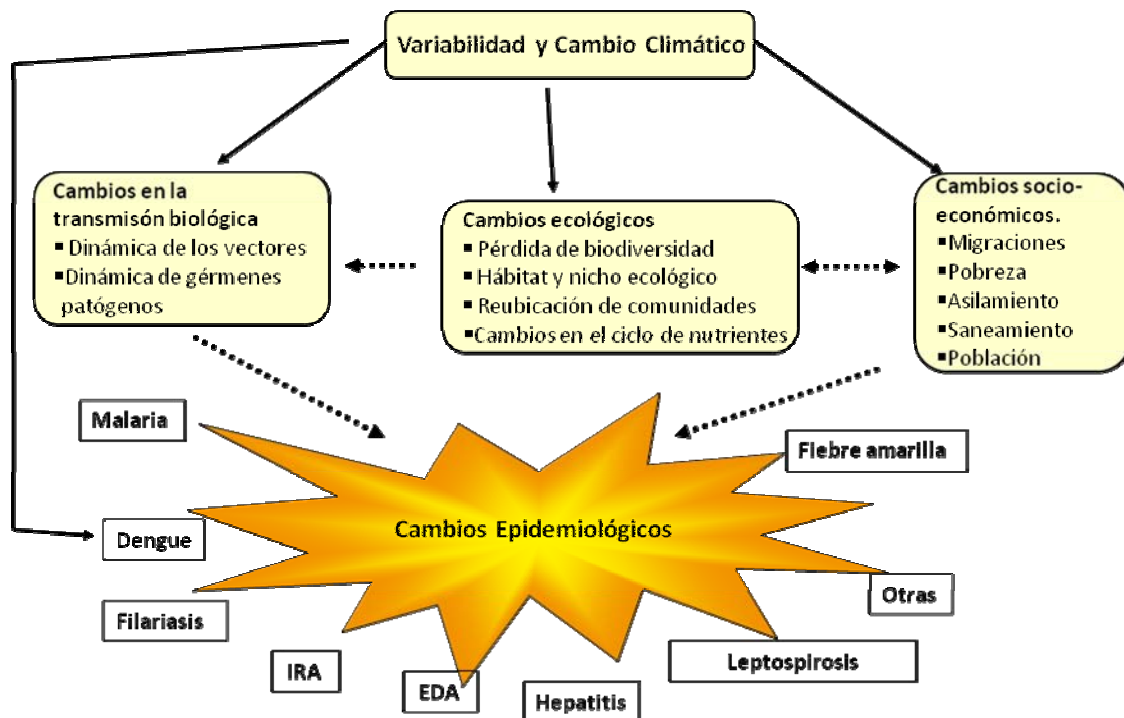 Variabilidad y Cambio Climático
Cambios en la
transmisón biológica
▪ Dinámica de los vectores
▪ Dinámica de gérmenes
patógenos
Cambios ecológicos
▪ Pérdida de biodiversidad
▪ Hábitat y nicho ecológico
▪ Reubicación de comunidades
▪ Cambios en el ciclo de nutrientes
Cambios socio-
económicos.
▪ Migraciones
▪ Pobreza
▪ Asilamiento
▪ Saneamiento
▪ Población
Malaria
Fiebre amarilla
Cambios Epidemiológicos
Dengue
Otras
Filariasis
Leptospirosis
IRA
EDA
Hepatitis